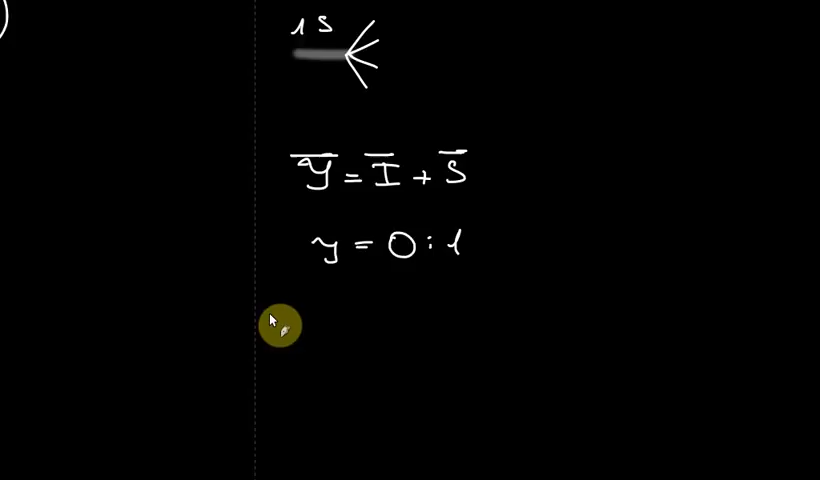 1 S
Y̅ = I̅ + S̅
y = 0 : 1